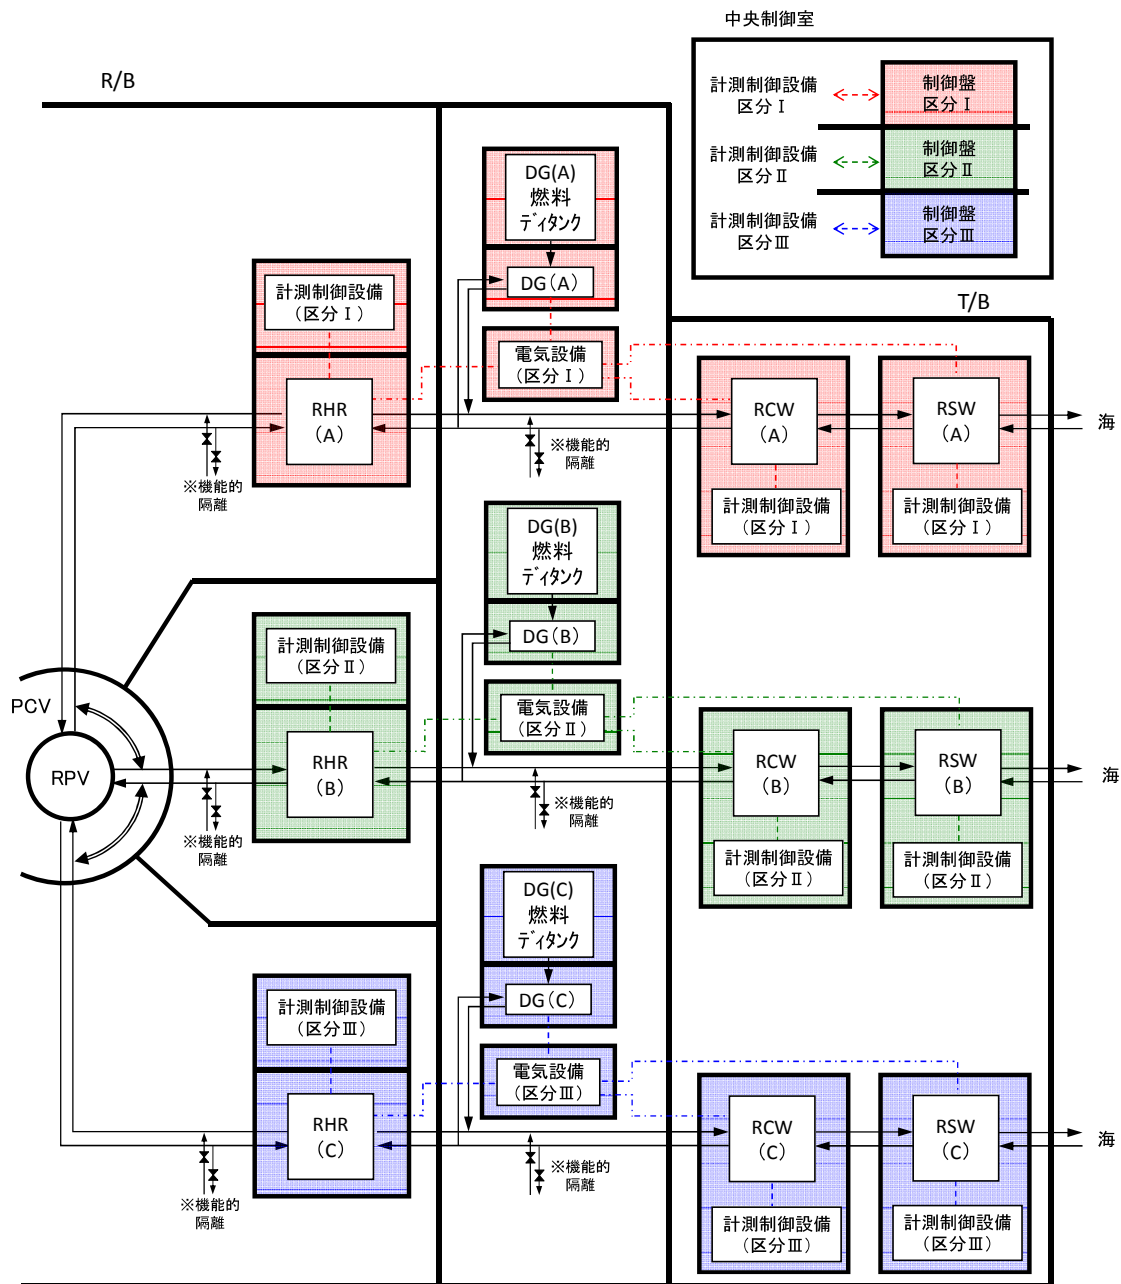 中央制御室
R/B
計測制御設備
区分Ⅰ
制御盤
区分Ⅰ
計測制御設備
区分Ⅱ
制御盤
区分Ⅱ
計測制御設備
区分Ⅲ
制御盤
区分Ⅲ
T/B
DG(A)
燃料
ディタンク
DG(A)
計測制御設備
(区分Ⅰ)
電気設備
(区分Ⅰ)
RHR
(A)
RCW
(A)
RSW
(A)
海
※機能的
隔離
※機能的
隔離
計測制御設備
(区分Ⅰ)
計測制御設備
(区分Ⅰ)
DG(B)
燃料
ディタンク
DG(B)
計測制御設備
(区分Ⅱ)
電気設備
(区分Ⅱ)
PCV
RPV
RHR
(B)
RCW
(B)
RSW
(B)
海
※機能的
隔離
※機能的
隔離
計測制御設備
(区分Ⅱ)
計測制御設備
(区分Ⅱ)
DG(C)
燃料
ディタンク
DG(C)
計測制御設備
(区分Ⅲ)
電気設備
(区分Ⅲ)
RHR
(C)
RCW
(C)
RSW
(C)
海
※機能的
隔離
※機能的
隔離
計測制御設備
(区分Ⅲ)
計測制御設備
(区分Ⅲ)